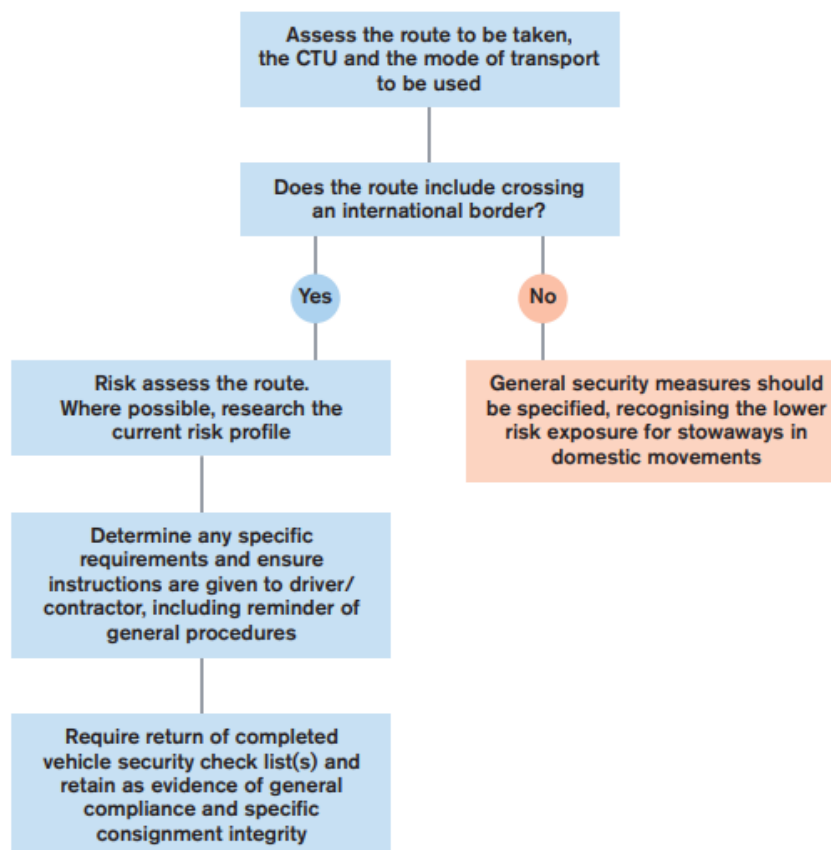 Assess the route to be taken,
the CTU and the mode of transport
to be used
Does the route include crossing
an international border?
Yes
No
Risk assess the route.
Where possible, research the
current risk profile
General security measures should
be specified, recognising the lower
risk exposure for stowaways in
domestic movements
Determine any specific
requirements and ensure
instructions are given to driver/
contractor, including reminder of
general procedures
Require return of completed
vehicle security check list(s) and
retain as evidence of general
compliance and specific
consignment integrity